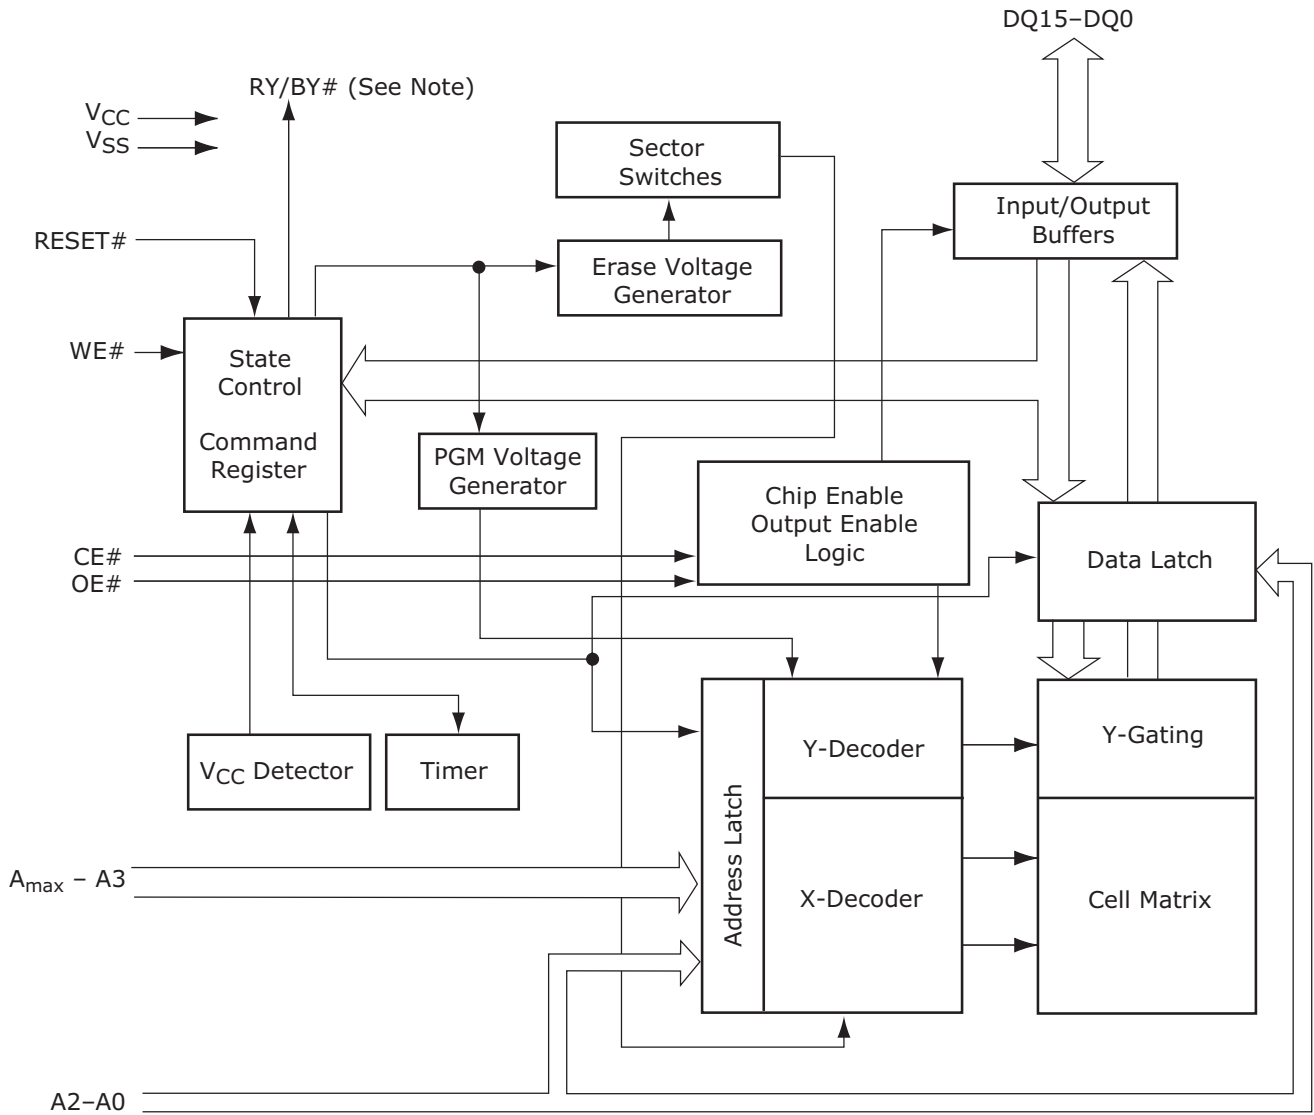 DQ15–DQ0
RY/BY# (See Note)
VCC
VSS
Sector
Switches
Input/Output
Buffers
RESET#
Erase Voltage
Generator
WE#
State
Control
Command
Register
PGM Voltage
Generator
Chip Enable
Output Enable
Logic
CE#
OE#
Data Latch
Y-Decoder
Y-Gating
VCC Detector
Timer
Address Latch
Amax – A3
X-Decoder
Cell Matrix
A2–A0